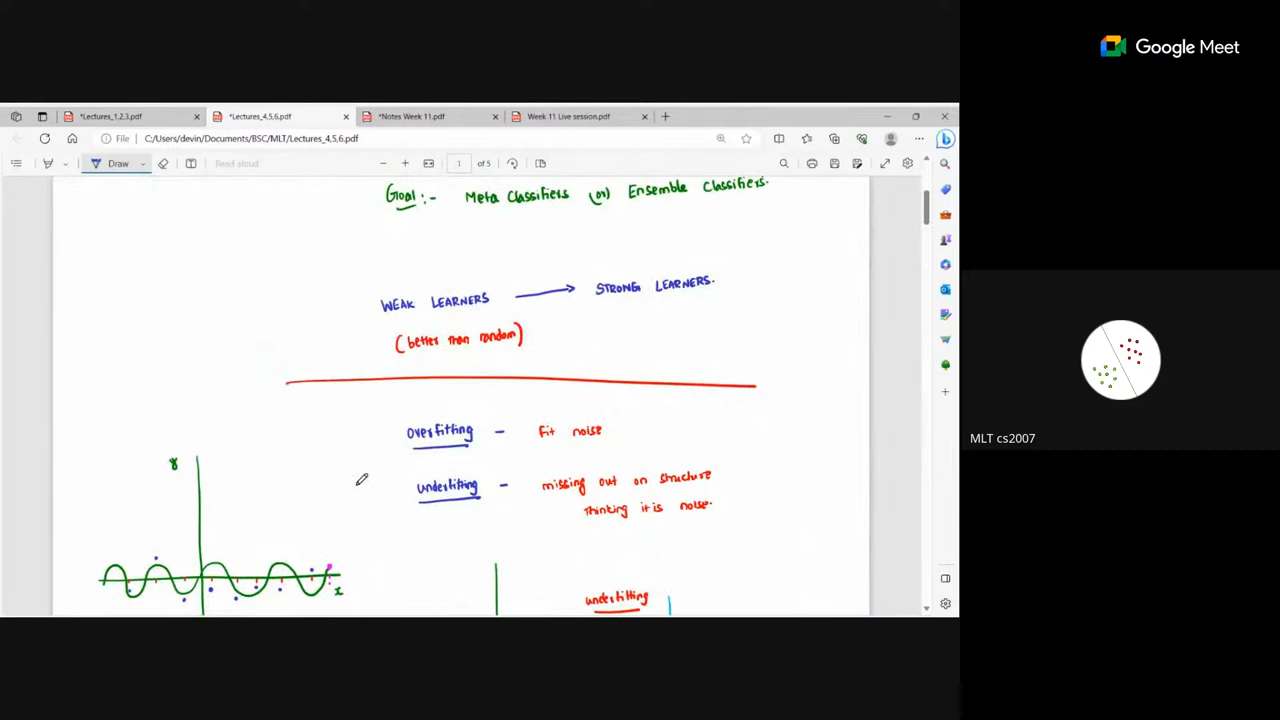 Google Meet
*Lectures_1,2,3.pdf
*Lectures_4,5,6.pdf
*Notes Week 11.pdf
Week 11 Live session.pdf
File
C:/Users/devin/Documents/BSC/MLT/Lectures_4,5,6.pdf
Draw
1 of 5
Read aloud
Goal :- Meta Classifiers (or) Ensemble Classifiers.
WEAK LEARNERS → STRONG LEARNERS.
(better than random)
overfitting - fit noise
underfitting - missing out on structure
Thinking it is noise.
y
x
underfitting
MLT cs2007